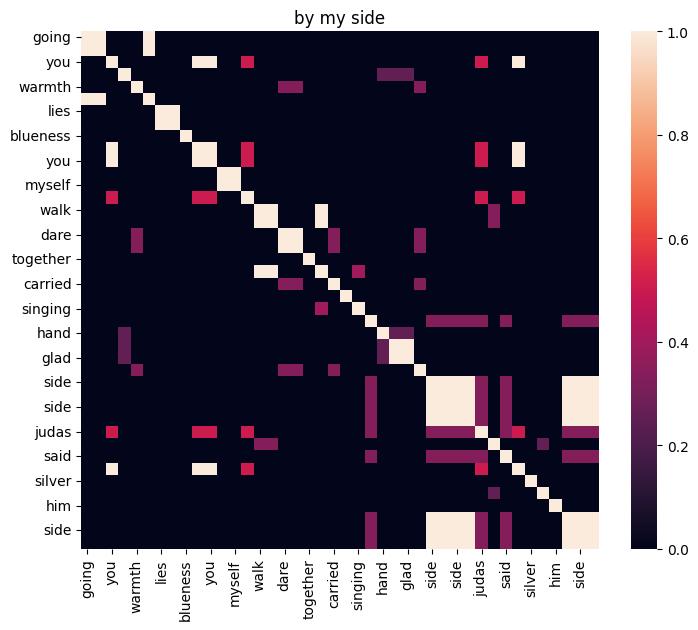 by my side
going
you
warmth
lies
blueness
you
myself
walk
dare
together
carried
singing
hand
glad
side
side
judas
said
silver
him
side
1.0
0.8
0.6
0.4
0.2
0.0
going
you
warmth
lies
blueness
you
myself
walk
dare
together
carried
singing
hand
glad
side
side
judas
said
silver
him
side